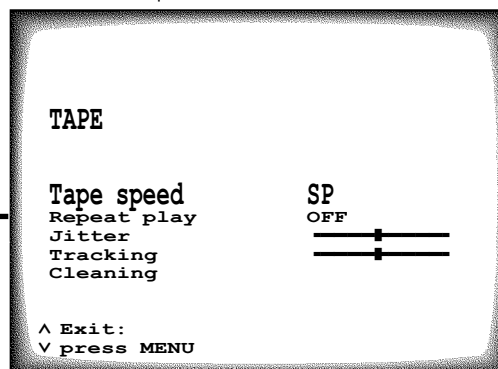 TAPE
Tape speed SP
Repeat play OFF
Jitter
Tracking
Cleaning
^ Exit:
v press MENU